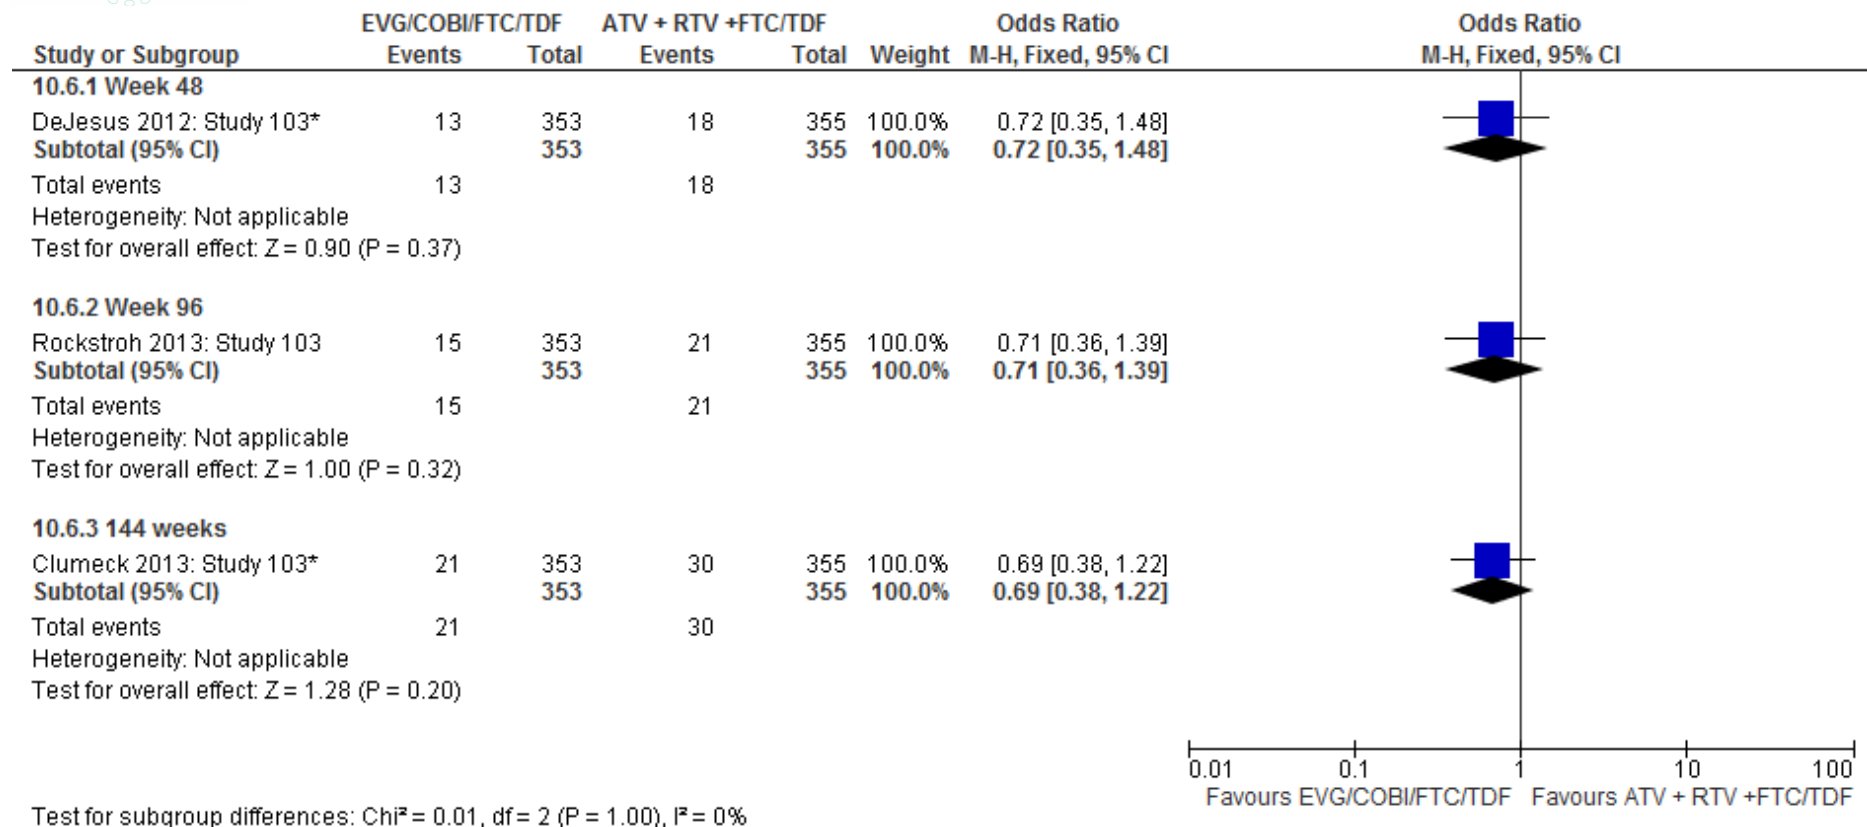 EVG/COBI/FTC/TDF ATV + RTV +FTC/TDF Odds Ratio Odds Ratio
Study or Subgroup Events Total Events Total Weight M-H, Fixed, 95% CI M-H, Fixed, 95% CI
10.6.1 Week 48
DeJesus 2012: Study 103* 13 353 18 355 100.0% 0.72 [0.35, 1.48]
Subtotal (95% CI) 353 355 100.0% 0.72 [0.35, 1.48]
Total events 13 18
Heterogeneity: Not applicable
Test for overall effect: Z = 0.90 (P = 0.37)
10.6.2 Week 96
Rockstroh 2013: Study 103 15 353 21 355 100.0% 0.71 [0.36, 1.39]
Subtotal (95% CI) 353 355 100.0% 0.71 [0.36, 1.39]
Total events 15 21
Heterogeneity: Not applicable
Test for overall effect: Z = 1.00 (P = 0.32)
10.6.3 144 weeks
Clumeck 2013: Study 103* 21 353 30 355 100.0% 0.69 [0.38, 1.22]
Subtotal (95% CI) 353 355 100.0% 0.69 [0.38, 1.22]
Total events 21 30
Heterogeneity: Not applicable
Test for overall effect: Z = 1.28 (P = 0.20)
0.01 0.1 1 10 100
Favours EVG/COBI/FTC/TDF Favours ATV + RTV +FTC/TDF
Test for subgroup differences: Chi² = 0.01, df = 2 (P = 1.00), I² = 0%